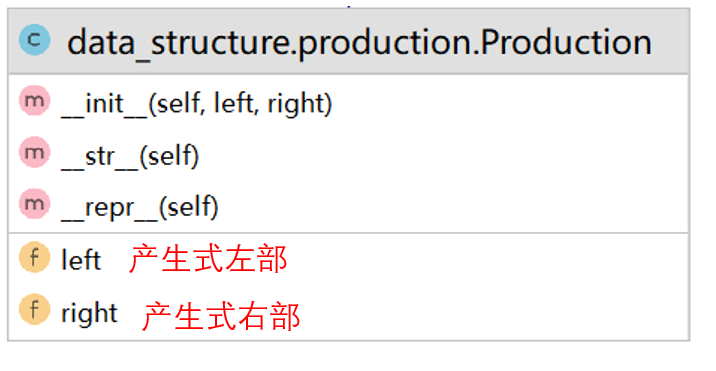 c data_structure.production.Production
m __init__(self, left, right)
m __str__(self)
m __repr__(self)
f left 产生式左部
f right 产生式右部